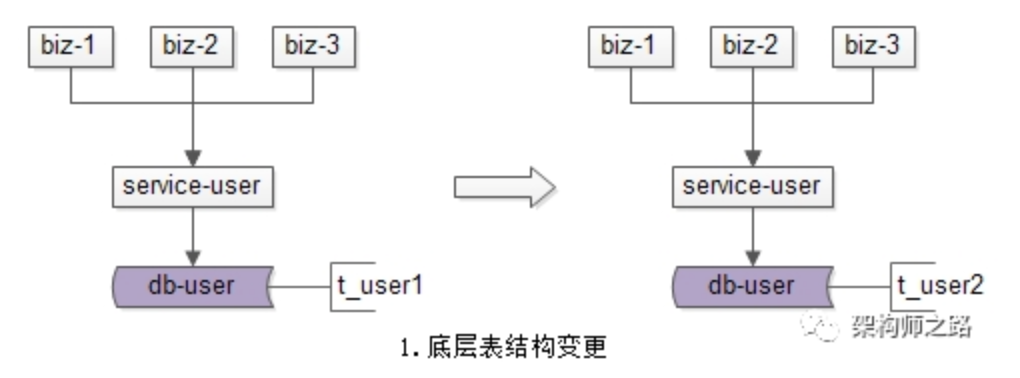 biz-1 biz-2 biz-3 biz-1 biz-2 biz-3
service-user service-user
db-user t_user1 db-user t_user2
架构师之路
1.底层表结构变更